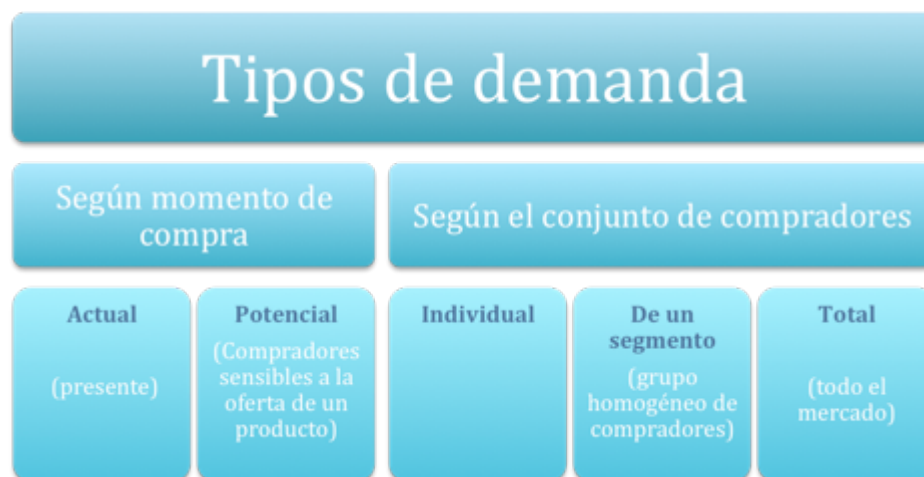 Tipos de demanda
Según momento de
compra
Según el conjunto de compradores
Actual
(presente)
Potencial
(Compradores
sensibles a la
oferta de un
producto)
Individual
De un
segmento
(grupo
homogéneo de
compradores)
Total
(todo el
mercado)